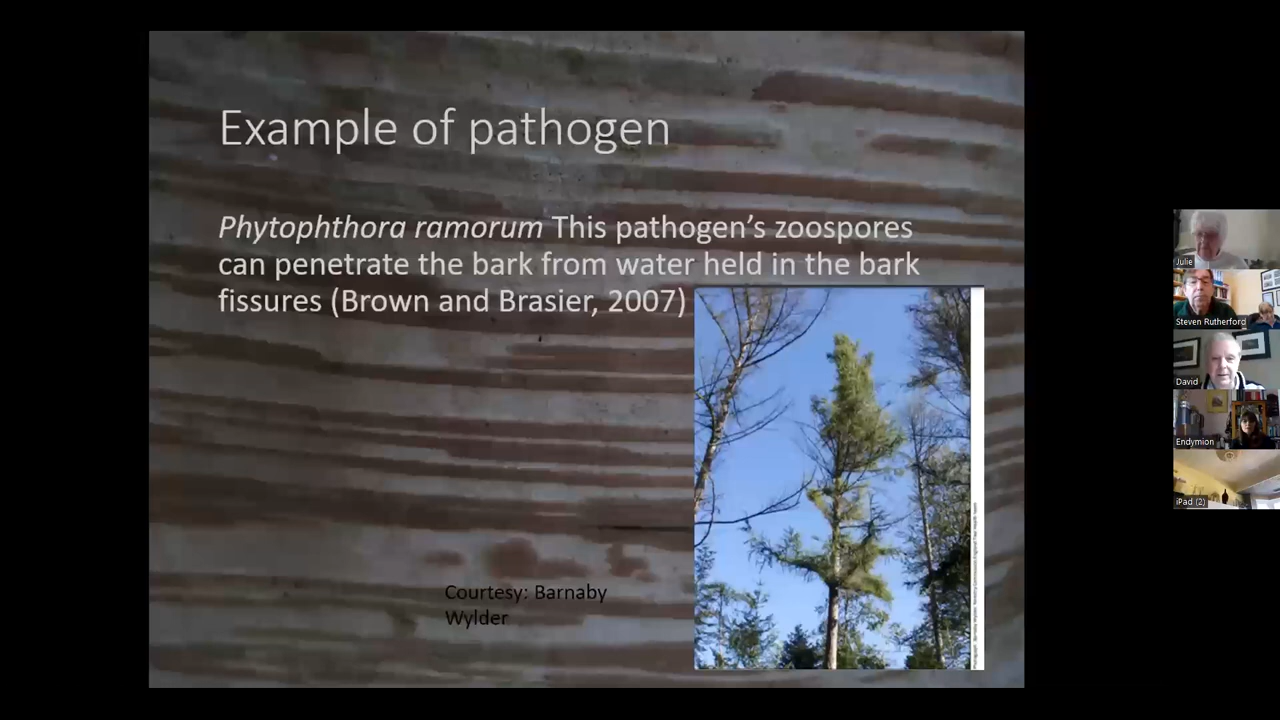 Example of pathogen
Phytophthora ramorum This pathogen's zoospores
can penetrate the bark from water held in the bark
fissures (Brown and Brasier, 2007)
Courtesy: Barnaby
Wylder
Julie
Steven Rutherford
David
Endymion
iPad (2)